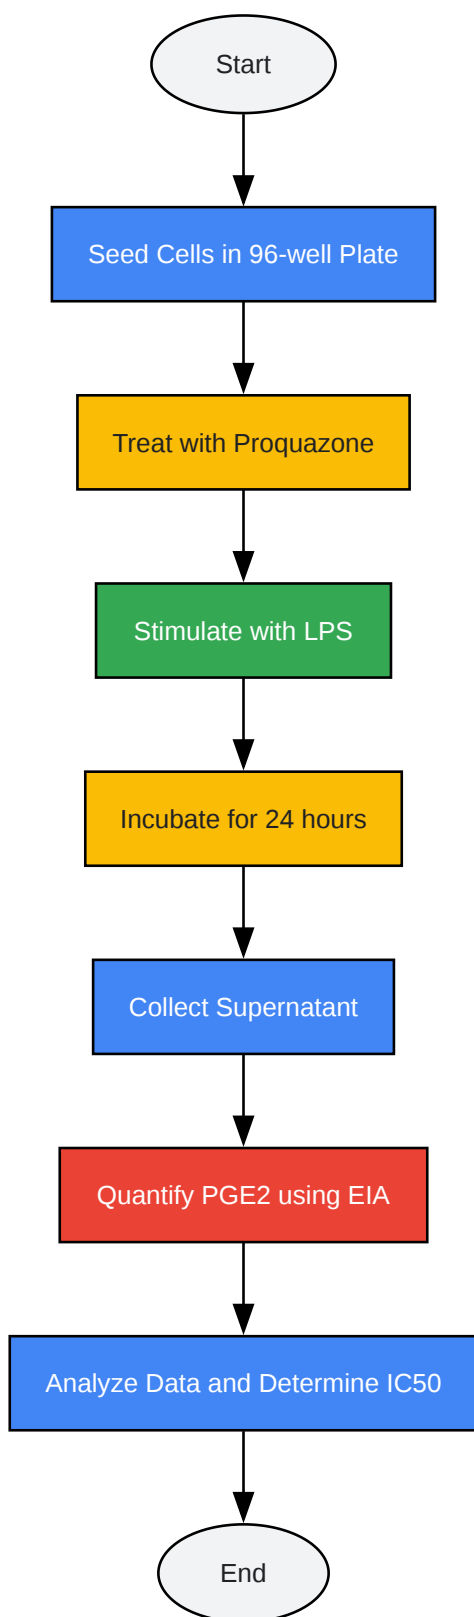 Start
Seed Cells in 96-well Plate
Treat with Proquazone
Stimulate with LPS
Incubate for 24 hours
Collect Supernatant
Quantify PGE2 using EIA
Analyze Data and Determine IC50
End